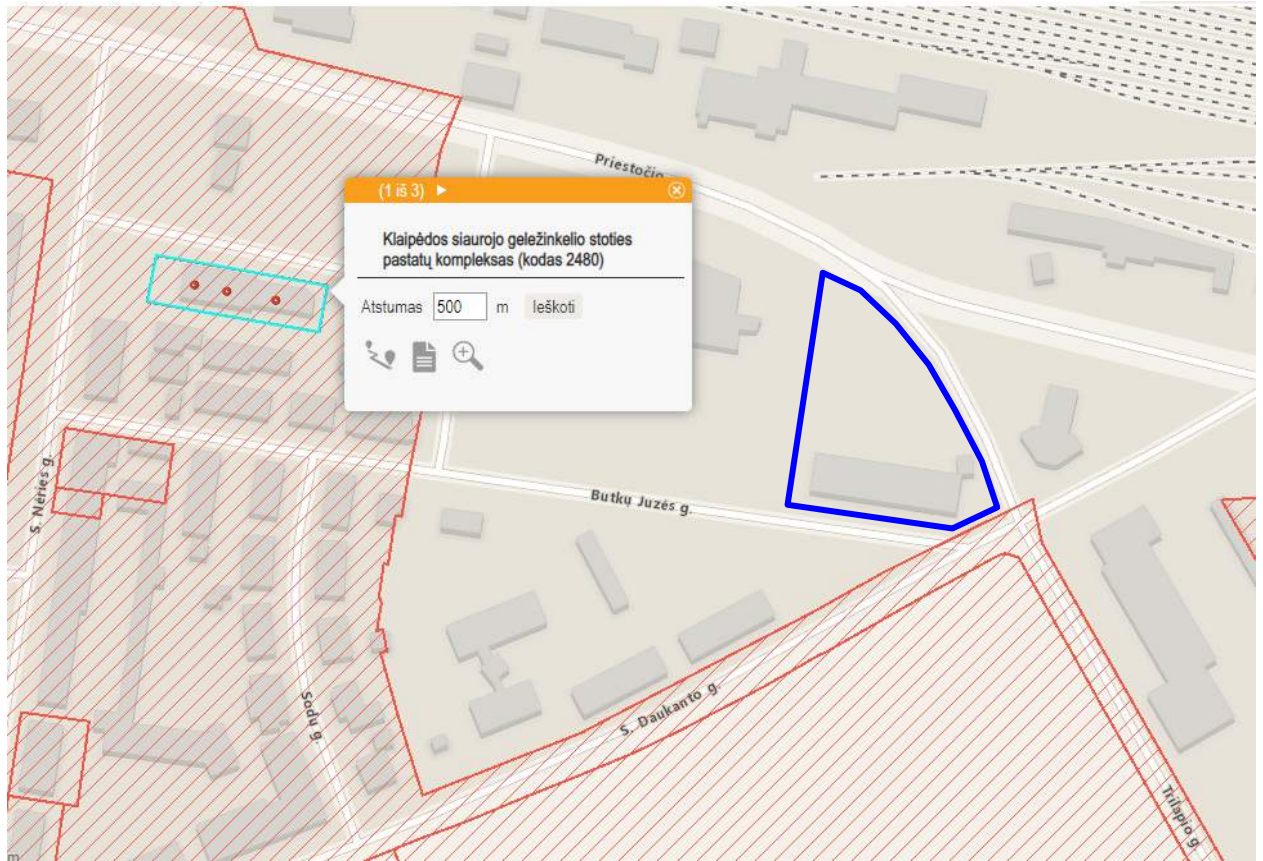 Priestočio
(1 iš 3)
Klaipėdos siaurojo geležinkelio stoties
pastatų kompleksas (kodas 2480)
Atstumas 500 m Ieškoti
S. Nėries g.
Butkų Juzės g.
Sodų g.
S. Daukanto g.
Trilapio g.
m